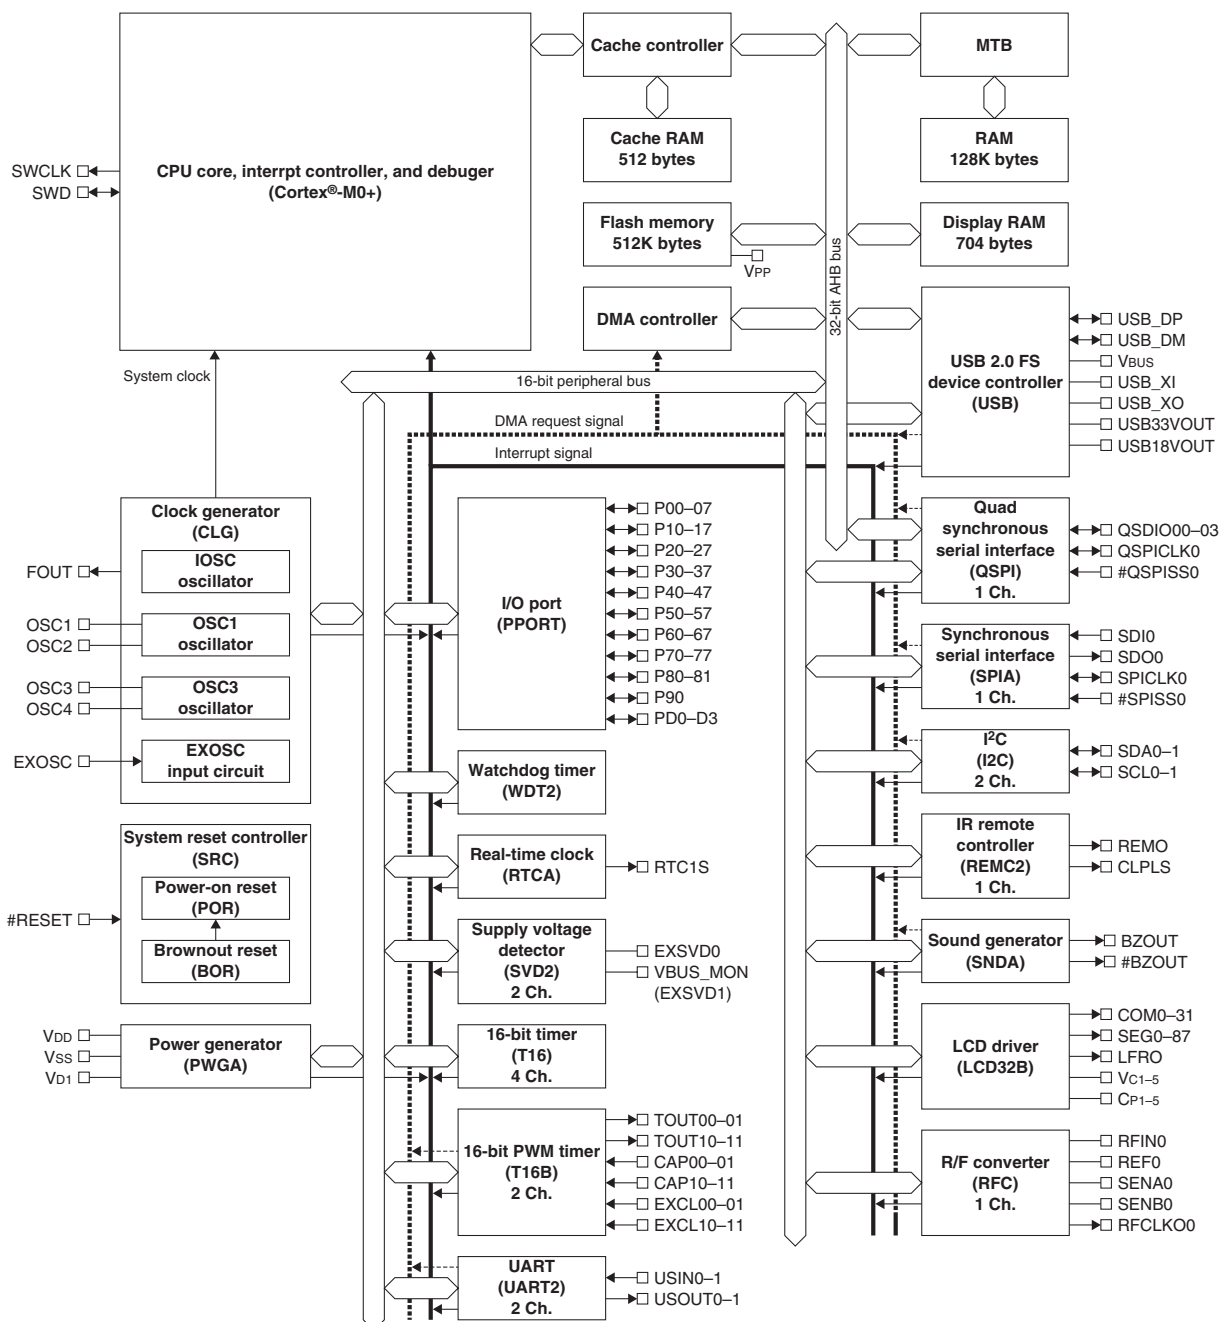 CPU core, interrpt controller, and debuger
(Cortex®-M0+)
SWCLK
SWD
Cache controller
MTB
Cache RAM
512 bytes
RAM
128K bytes
Flash memory
512K bytes
VPP
Display RAM
704 bytes
32-bit AHB bus
DMA controller
USB 2.0 FS
device controller
(USB)
USB_DP
USB_DM
VBUS
USB_XI
USB_XO
USB33VOUT
USB18VOUT
System clock
16-bit peripheral bus
DMA request signal
Interrupt signal
Clock generator
(CLG)
IOSC
oscillator
OSC1
oscillator
OSC3
oscillator
EXOSC
input circuit
FOUT
OSC1
OSC2
OSC3
OSC4
EXOSC
System reset controller
(SRC)
Power-on reset
(POR)
Brownout reset
(BOR)
#RESET
Power generator
(PWGA)
VDD
VSS
VD1
I/O port
(PPORT)
P00–07
P10–17
P20–27
P30–37
P40–47
P50–57
P60–67
P70–77
P80–81
P90
PD0–D3
Watchdog timer
(WDT2)
Real-time clock
(RTCA)
RTC1S
Supply voltage
detector
(SVD2)
2 Ch.
EXSVD0
VBUS_MON
(EXSVD1)
16-bit timer
(T16)
4 Ch.
16-bit PWM timer
(T16B)
2 Ch.
TOUT00–01
TOUT10–11
CAP00–01
CAP10–11
EXCL00–01
EXCL10–11
UART
(UART2)
2 Ch.
USIN0–1
USOUT0–1
Quad
synchronous
serial interface
(QSPI)
1 Ch.
QSDIO00–03
QSPICLK0
#QSPISS0
Synchronous
serial interface
(SPIA)
1 Ch.
SDI0
SDO0
SPICLK0
#SPISS0
I²C
(I2C)
2 Ch.
SDA0–1
SCL0–1
IR remote
controller
(REMC2)
1 Ch.
REMO
CLPLS
Sound generator
(SNDA)
BZOUT
#BZOUT
LCD driver
(LCD32B)
COM0–31
SEG0–87
LFRO
VC1–5
CP1–5
R/F converter
(RFC)
1 Ch.
RFIN0
REF0
SENA0
SENB0
RFCLKO0